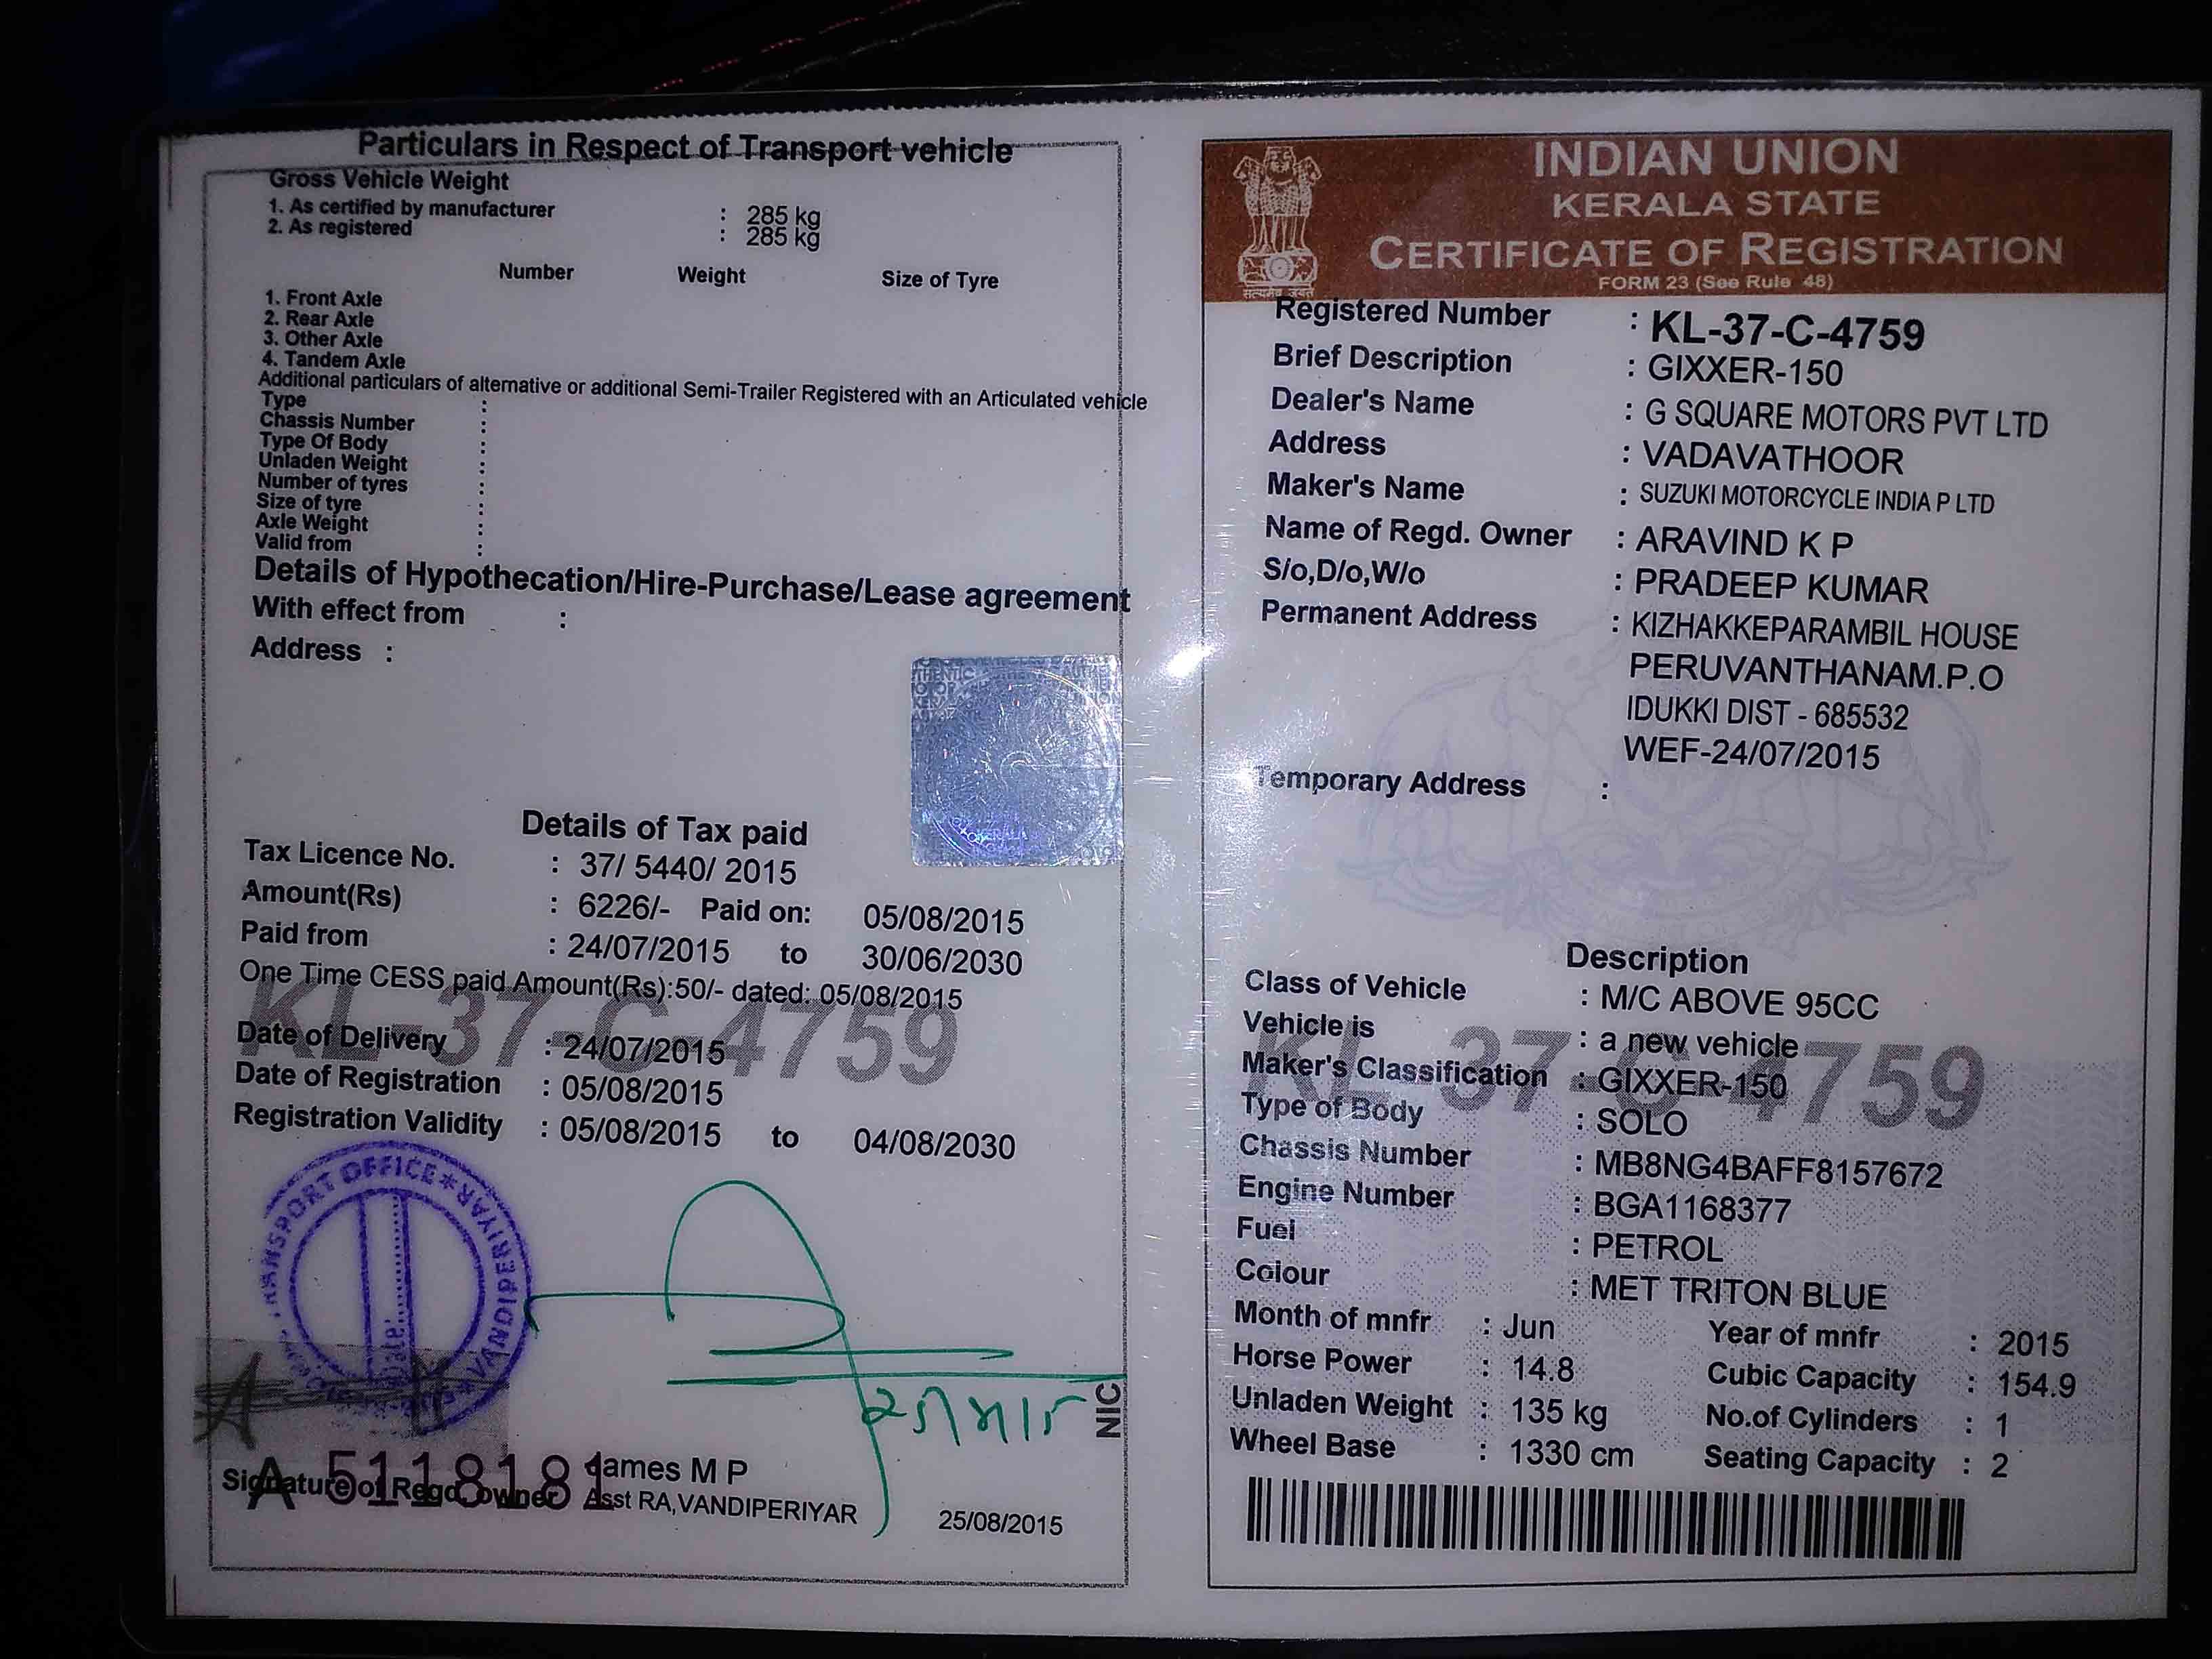 Particulars in Respect of Transport vehicle
Gross Vehicle Weight
1. As certified by manufacturer : 285 kg
2. As registered : 285 kg
Number Weight Size of Tyre
1. Front Axle
2. Rear Axle
3. Other Axle
4. Tandem Axle
Additional particulars of alternative or additional Semi-Trailer Registered with an Articulated vehicle
Type :
Chassis Number :
Type Of Body :
Unladen Weight :
Number of tyres :
Size of tyre :
Axle Weight :
Valid from :
Details of Hypothecation/Hire-Purchase/Lease agreement
With effect from :
Address :
Details of Tax paid
Tax Licence No. : 37/ 5440/ 2015
Amount(Rs) : 6226/- Paid on: 05/08/2015
Paid from : 24/07/2015 to 30/06/2030
One Time CESS paid Amount(Rs):50/- dated: 05/08/2015
KL-37-C-4759
Date of Delivery : 24/07/2015
Date of Registration : 05/08/2015
Registration Validity : 05/08/2015 to 04/08/2030
TRANSPORT OFFICE * VANDIPERIYAR *
Date:
NIC
A 5118181
James M P
Signature of Regd. owner Asst RA,VANDIPERIYAR 25/08/2015
INDIAN UNION
KERALA STATE
CERTIFICATE OF REGISTRATION
FORM 23 (See Rule 48)
सत्यमेव जयते
Registered Number : KL-37-C-4759
Brief Description : GIXXER-150
Dealer's Name : G SQUARE MOTORS PVT LTD
Address : VADAVATHOOR
Maker's Name : SUZUKI MOTORCYCLE INDIA P LTD
Name of Regd. Owner : ARAVIND K P
S/o,D/o,W/o : PRADEEP KUMAR
Permanent Address : KIZHAKKEPARAMBIL HOUSE
PERUVANTHANAM.P.O
IDUKKI DIST - 685532
WEF-24/07/2015
Temporary Address :
Description
Class of Vehicle : M/C ABOVE 95CC
Vehicle is : a new vehicle
KL-37-C-4759
Maker's Classification : GIXXER-150
Type of Body : SOLO
Chassis Number : MB8NG4BAFF8157672
Engine Number : BGA1168377
Fuel : PETROL
Colour : MET TRITON BLUE
Month of mnfr : Jun Year of mnfr : 2015
Horse Power : 14.8 Cubic Capacity : 154.9
Unladen Weight : 135 kg No.of Cylinders : 1
Wheel Base : 1330 cm Seating Capacity : 2